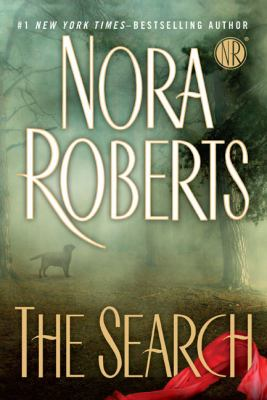 #1 NEW YORK TIMES–BESTSELLING AUTHOR
NR
NORA
ROBERTS
THE SEARCH